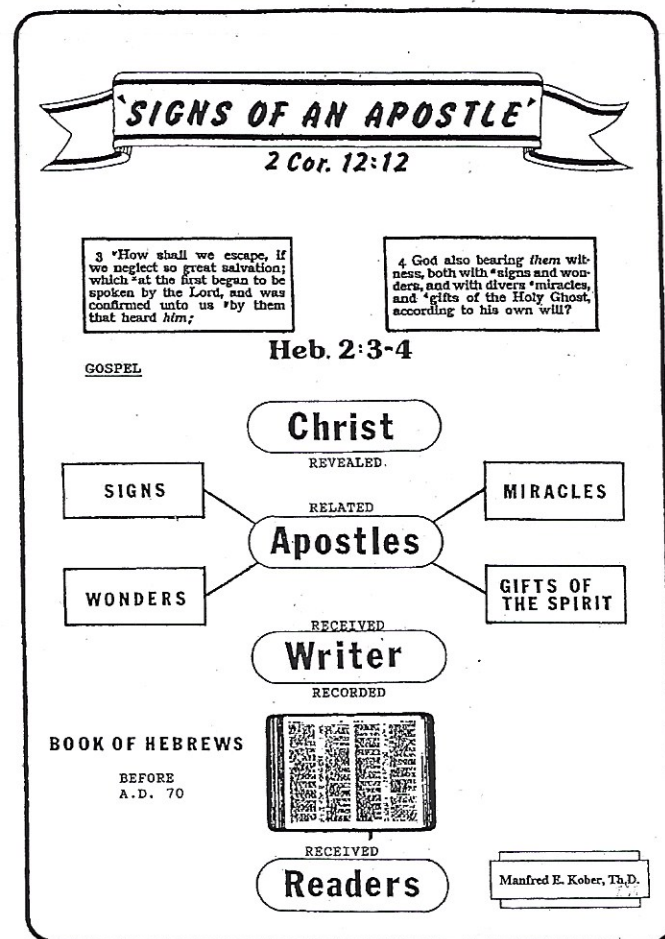 'SIGNS OF AN APOSTLE'
2 Cor. 12:12
3 ʳHow shall we escape, if
we neglect so great salvation;
which at the first began to be
spoken by the Lord, and was
confirmed unto us ʸby them
that heard him;
4 God also bearing them wit-
ness, both with signs and won-
ders, and with divers miracles,
and gifts of the Holy Ghost,
according to his own will?
Heb. 2:3-4
GOSPEL
Christ
REVEALED
SIGNS
MIRACLES
RELATED
Apostles
WONDERS
GIFTS OF
THE SPIRIT
RECEIVED
Writer
RECORDED
BOOK OF HEBREWS
BEFORE
A.D. 70
RECEIVED
Readers
Manfred E. Kober, Th.D.